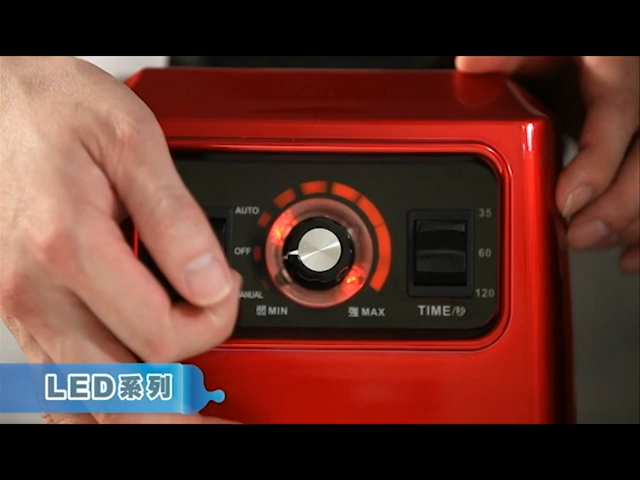 AUTO
OFF
MANUAL
弱MIN
強MAX
35
60
120
TIME/秒
LED系列